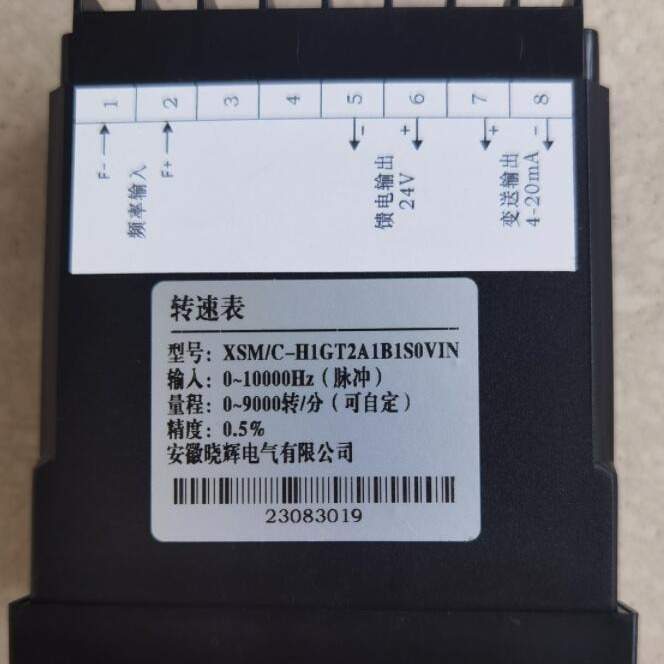 1 2 3 4 5 6 7 8
- + + -
F- F+
频率输入
馈电输出
24V
变送输出
4-20mA
转速表
型号: XSM/C-H1GT2A1B1S0VIN
输入: 0~10000Hz(脉冲)
量程: 0~9000转/分(可自定)
精度: 0.5%
安徽晓辉电气有限公司
23083019